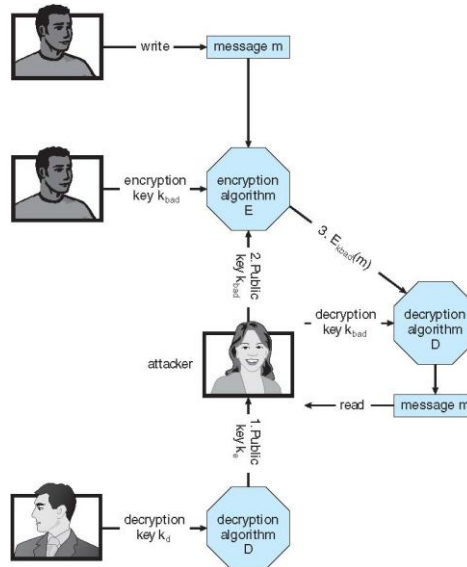 write
message m
encryption
key k_bad
encryption
algorithm
E
2. Public
key k_bad
3. E_kbad(m)
decryption
key k_bad
decryption
algorithm
D
attacker
read
message m
1. Public
key k_e
decryption
key k_d
decryption
algorithm
D